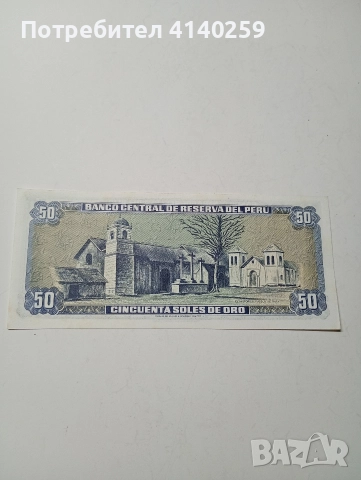 Потребител 4140259
BANCO CENTRAL DE RESERVA DEL PERU
50 50
50 50
CINCUENTA SOLES DE ORO
BAZAR